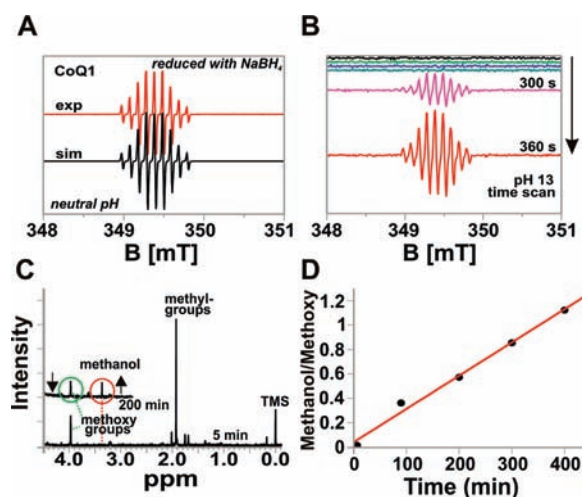 A
CoQ1
reduced with NaBH4
exp
sim
neutral pH
348 349 350 351
B [mT]
B
300 s
360 s
pH 13
time scan
348 349 350 351
B [mT]
C
Intensity
methyl-
groups
methanol
200 min
methoxy
groups
TMS
5 min
4.0 3.0 2.0 1.0 0.0
ppm
D
Methanol/Methoxy
1.2
1
0.8
0.6
0.4
0.2
0
0 100 200 300 400
Time (min)